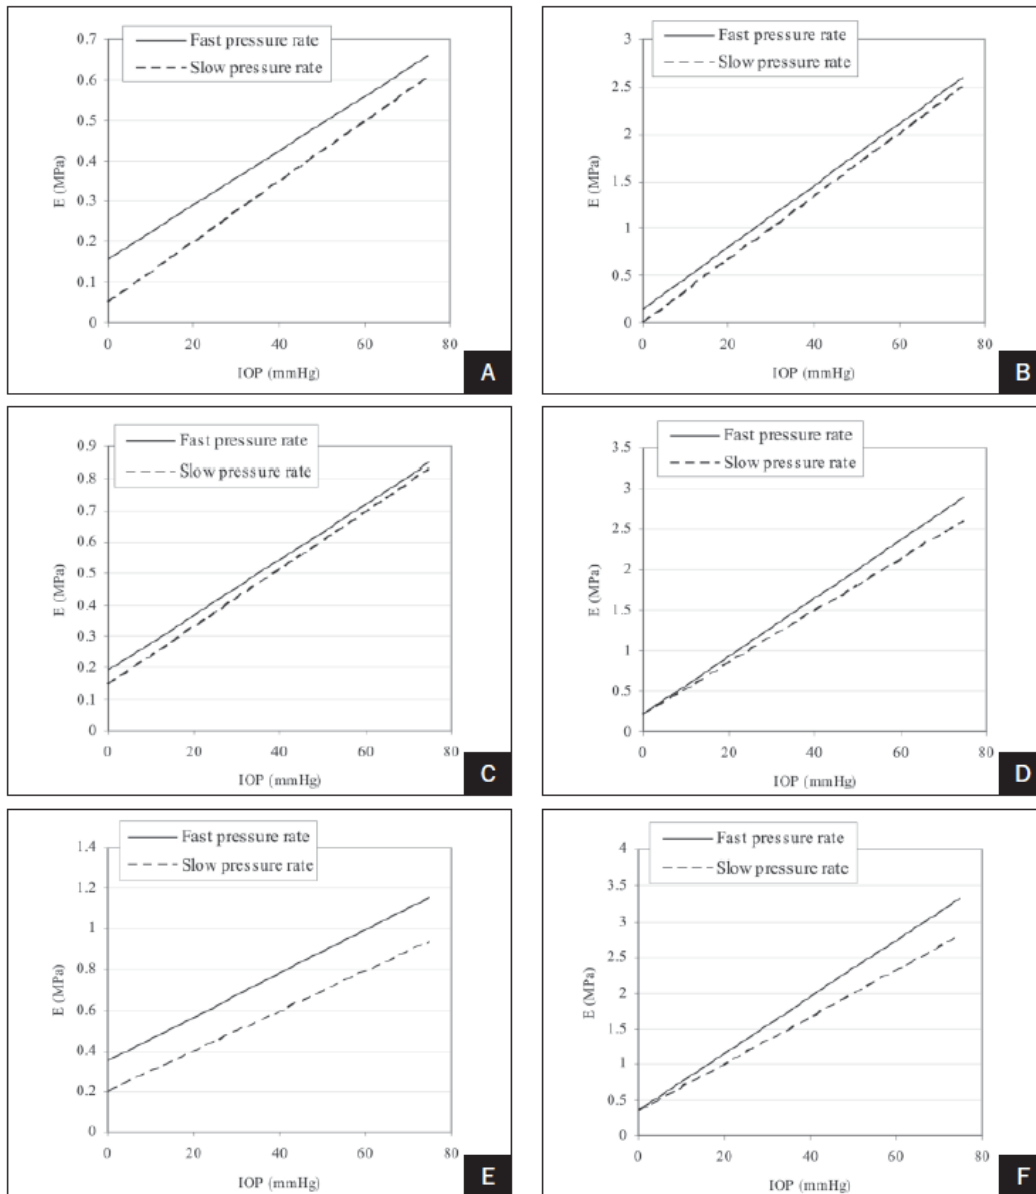 Fast pressure rate
Slow pressure rate
0.7
0.6
0.5
0.4
0.3
0.2
0.1
0
E (MPa)
0 20 40 60 80
IOP (mmHg)
A
Fast pressure rate
Slow pressure rate
3
2.5
2
1.5
1
0.5
0
E (MPa)
0 20 40 60 80
IOP (mmHg)
B
Fast pressure rate
Slow pressure rate
0.9
0.8
0.7
0.6
0.5
0.4
0.3
0.2
0.1
0
E (MPa)
0 20 40 60 80
IOP (mmHg)
C
Fast pressure rate
Slow pressure rate
3.5
3
2.5
2
1.5
1
0.5
0
E (MPa)
0 20 40 60 80
IOP (mmHg)
D
Fast pressure rate
Slow pressure rate
1.4
1.2
1
0.8
0.6
0.4
0.2
0
E (MPa)
0 20 40 60 80
IOP (mmHg)
E
Fast pressure rate
Slow pressure rate
4
3.5
3
2.5
2
1.5
1
0.5
0
E (MPa)
0 20 40 60 80
IOP (mmHg)
F